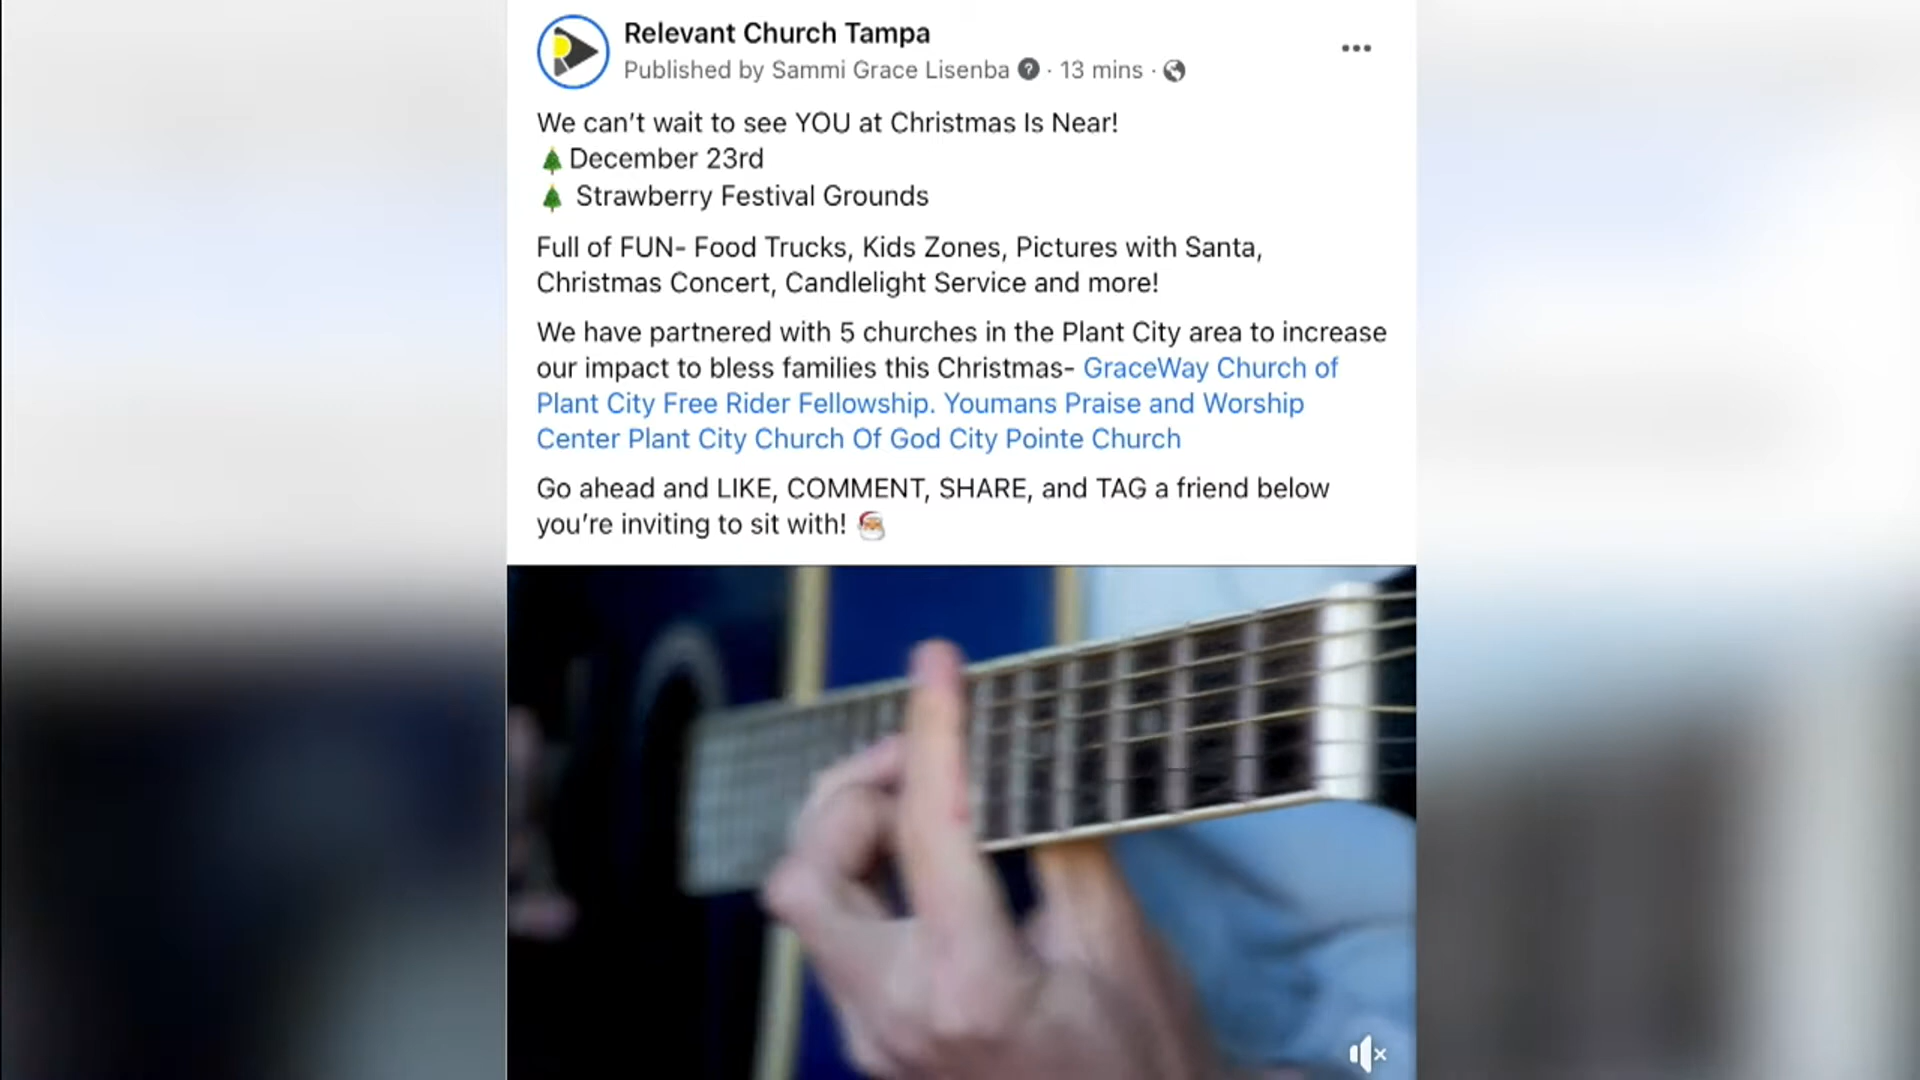 Relevant Church Tampa
Published by Sammi Grace Lisenba ? · 13 mins ·
We can't wait to see YOU at Christmas Is Near!
🎄December 23rd
🎄 Strawberry Festival Grounds
Full of FUN- Food Trucks, Kids Zones, Pictures with Santa,
Christmas Concert, Candlelight Service and more!
We have partnered with 5 churches in the Plant City area to increase
our impact to bless families this Christmas- GraceWay Church of
Plant City Free Rider Fellowship. Youmans Praise and Worship
Center Plant City Church Of God City Pointe Church
Go ahead and LIKE, COMMENT, SHARE, and TAG a friend below
you're inviting to sit with! 🎅